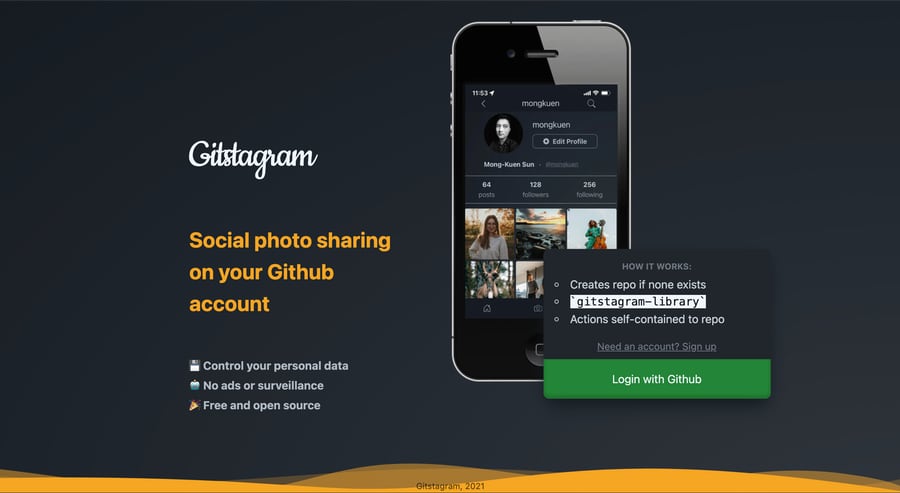 Gitstagram
Social photo sharing
on your Github
account
💾 Control your personal data
🤖 No ads or surveillance
🎉 Free and open source
11:53
mongkuen
mongkuen
Edit Profile
Mong-Kuen Sun · @mongkuen
64 128 256
posts followers following
HOW IT WORKS:
Creates repo if none exists
`gitstagram-library`
Actions self-contained to repo
Need an account? Sign up
Login with Github
Gitstagram, 2021